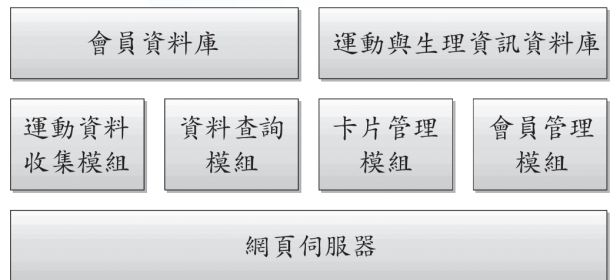 會員資料庫
運動與生理資訊資料庫
運動資料
收集模組
資料查詢
模組
卡片管理
模組
會員管理
模組
網頁伺服器